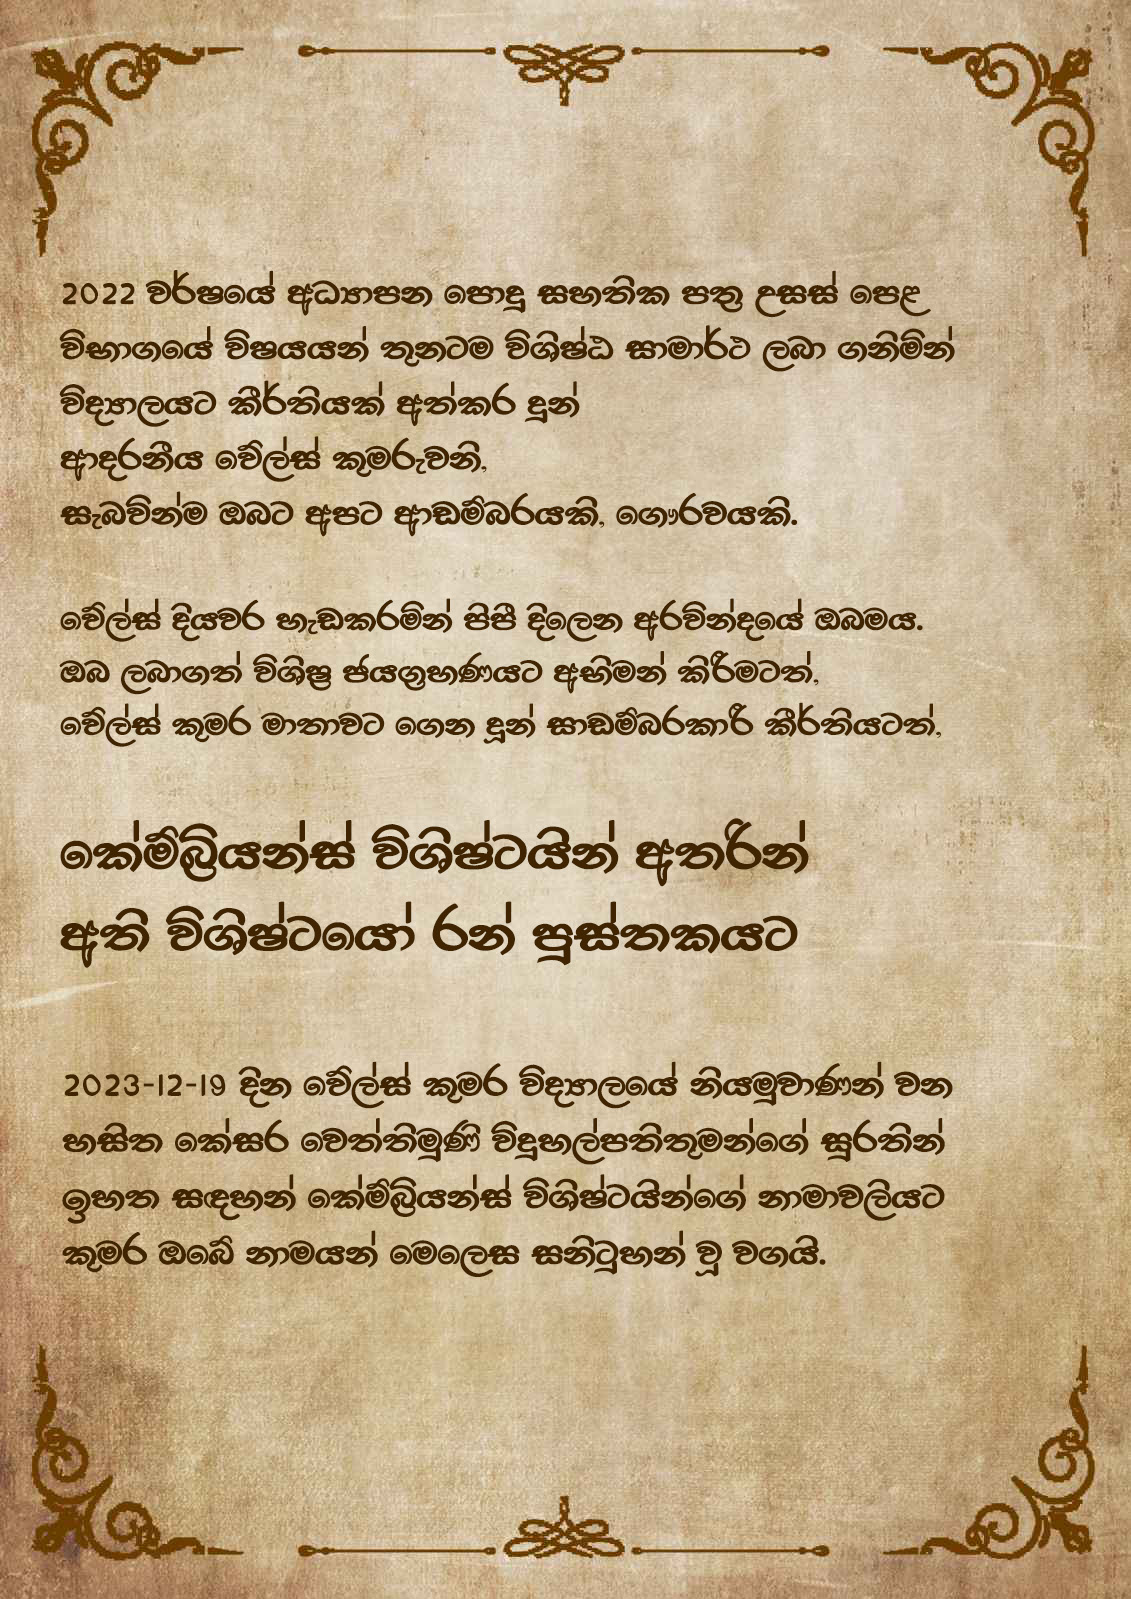 2022 වර්ෂයේ අධ්‍යාපන පොදු සහතික පත්‍ර උසස් පෙළ
විභාගයේ විෂයයන් තුනටම විශිෂ්ඨ සාමාර්ථ ලබා ගනිමින්
විද්‍යාලයට කීර්තියක් අත්කර දුන්
ආදරනීය වේල්ස් කුමරුවනි,
සැබවින්ම ඔබට අපට ආඩම්බරයකි, ගෞරවයකි.
වේල්ස් දියවර හැඩකරමින් පිපී දිලෙන අරවින්දයේ ඔබමය.
ඔබ ලබාගත් විශිෂ්‍ර ජයග්‍රහණයට අභිමන් කිරීමටත්,
වේල්ස් කුමර මාතාවට ගෙන දුන් සාඩම්බරකාරී කීර්තියටත්,
කේම්බ්‍රියන්ස් විශිෂ්ටයින් අතරින්
අති විශිෂ්ටයෝ රන් පුස්තකයට
2023-12-19 දින වේල්ස් කුමර විද්‍යාලයේ නියමුවාණන් වන
හසිත කේසර වෙත්තිමුණි විදුහල්පතිතුමන්ගේ සුරතින්
ඉහත සඳහන් කේම්බ්‍රියන්ස් විශිෂ්ටයින්ගේ නාමාවලියට
කුමර ඔබේ නාමයන් මෙලෙස සනිටුහන් වූ වගයි.